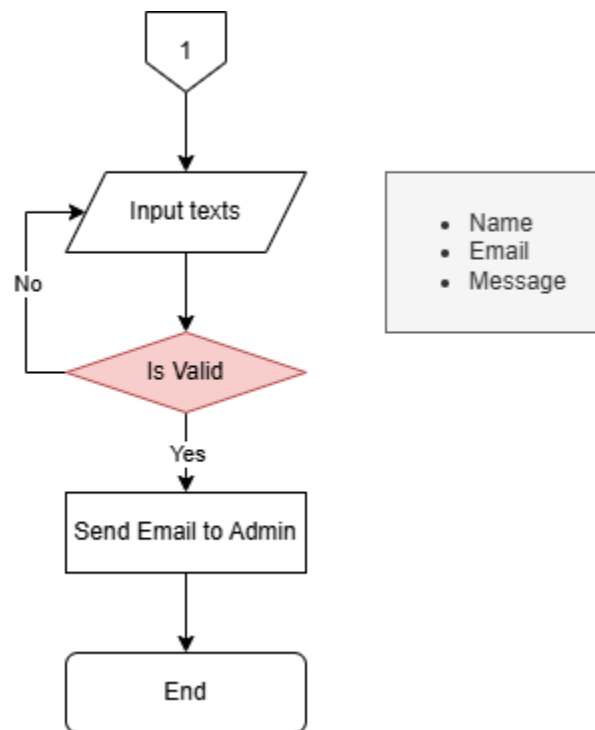 1
Input texts
• Name
• Email
• Message
No
Is Valid
Yes
Send Email to Admin
End